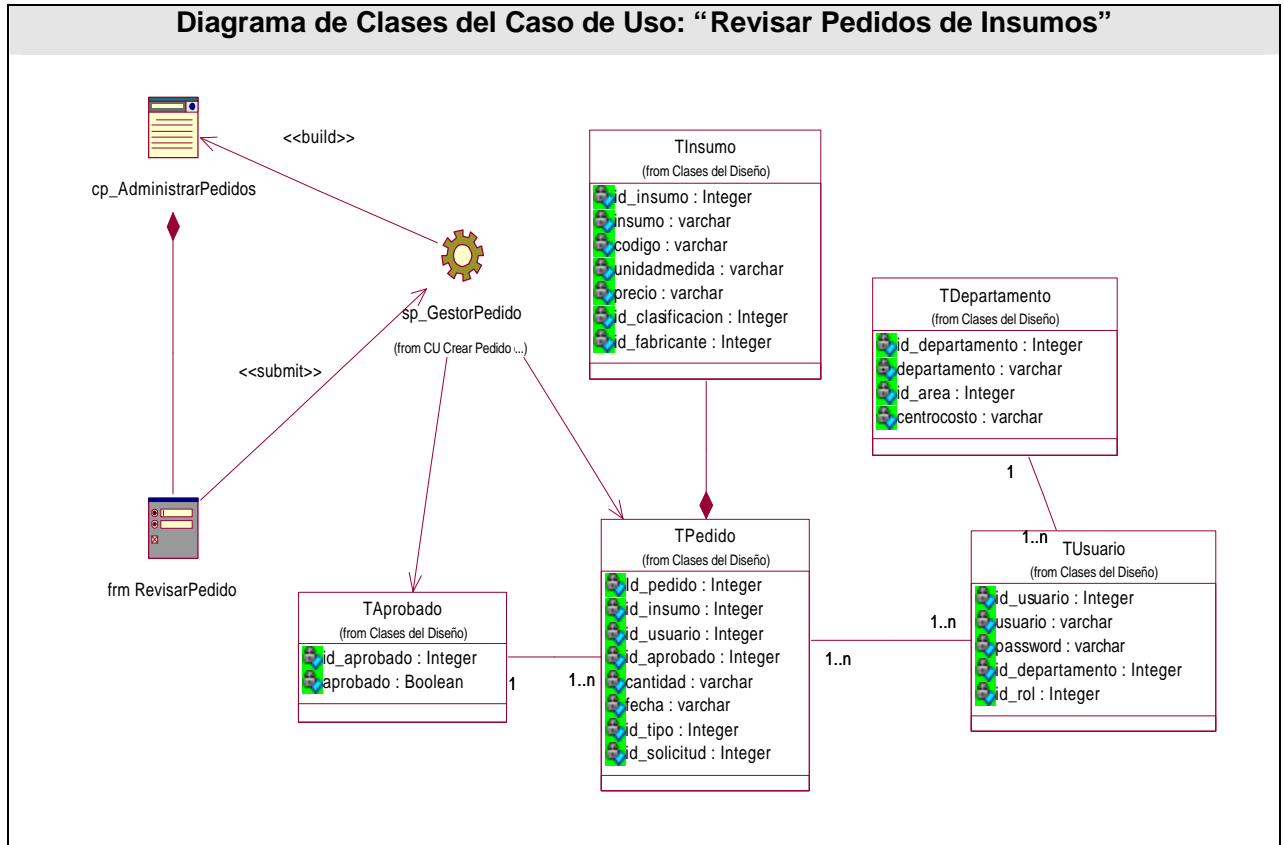 Diagrama de Clases del Caso de Uso: “Revisar Pedidos de Insumos”
<<build>>
cp_AdministrarPedidos
sp_GestorPedido
(from CU Crear Pedido ...)
<<submit>>
frm RevisarPedido
TInsumo
(from Clases del Diseño)
id_insumo : Integer
insumo : varchar
codigo : varchar
unidadmedida : varchar
precio : varchar
id_clasificacion : Integer
id_fabricante : Integer
TDepartamento
(from Clases del Diseño)
id_departamento : Integer
departamento : varchar
id_area : Integer
centrocosto : varchar
1
1..n
TAprobado
(from Clases del Diseño)
id_aprobado : Integer
aprobado : Boolean
1
1..n
TPedido
(from Clases del Diseño)
Id_pedido : Integer
id_insumo : Integer
id_usuario : Integer
id_aprobado : Integer
cantidad : varchar
fecha : varchar
id_tipo : Integer
id_solicitud : Integer
1..n
1..n
TUsuario
(from Clases del Diseño)
id_usuario : Integer
usuario : varchar
password : varchar
id_departamento : Integer
id_rol : Integer